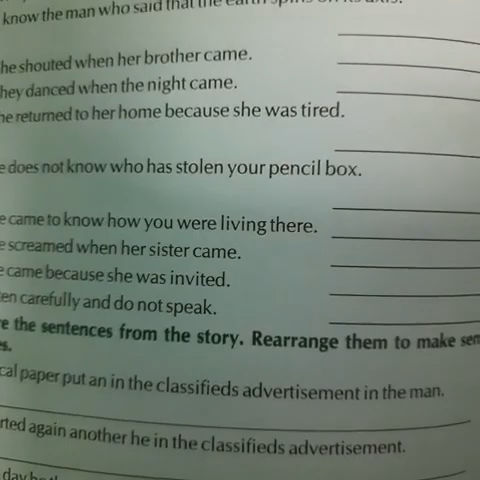 know the man who said that the earth spins on its axis.
he shouted when her brother came.
hey danced when the night came.
he returned to her home because she was tired.
e does not know who has stolen your pencil box.
e came to know how you were living there.
e screamed when her sister came.
e came because she was invited.
ten carefully and do not speak.
re the sentences from the story. Rearrange them to make sen
es.
cal paper put an in the classifieds advertisement in the man.
rted again another he in the classifieds advertisement.
day